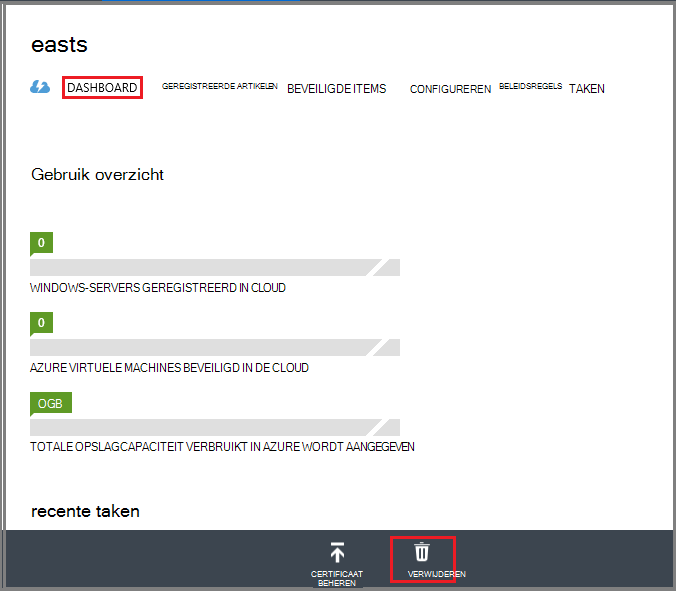 easts
DASHBOARD GEREGISTREERDE ARTIKELEN BEVEILIGDE ITEMS CONFIGUREREN BELEIDSREGELS TAKEN
Gebruik overzicht
0
WINDOWS-SERVERS GEREGISTREERD IN CLOUD
0
AZURE VIRTUELE MACHINES BEVEILIGD IN DE CLOUD
OGB
TOTALE OPSLAGCAPACITEIT VERBRUIKT IN AZURE WORDT AANGEGEVEN
recente taken
CERTIFICAAT
BEHEREN
VERWIJDEREN